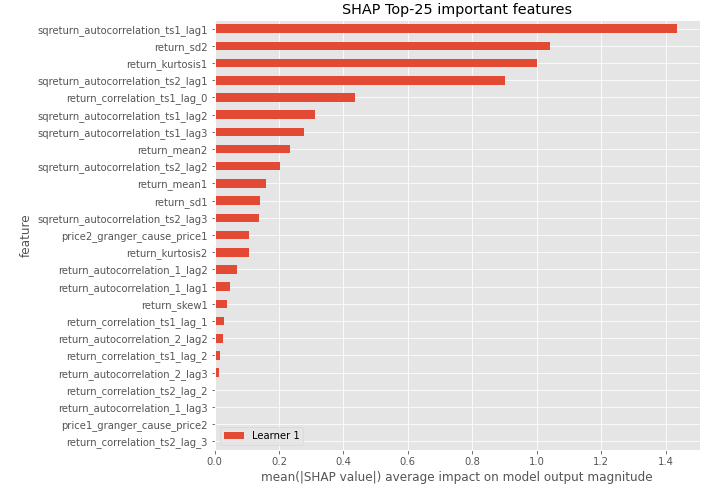 SHAP Top-25 important features
sqreturn_autocorrelation_ts1_lag1
return_sd2
return_kurtosis1
sqreturn_autocorrelation_ts2_lag1
return_correlation_ts1_lag_0
sqreturn_autocorrelation_ts1_lag2
sqreturn_autocorrelation_ts1_lag3
return_mean2
sqreturn_autocorrelation_ts2_lag2
return_mean1
return_sd1
sqreturn_autocorrelation_ts2_lag3
price2_granger_cause_price1
return_kurtosis2
return_autocorrelation_1_lag2
return_autocorrelation_1_lag1
return_skew1
return_correlation_ts1_lag_1
return_autocorrelation_2_lag2
return_correlation_ts1_lag_2
return_autocorrelation_2_lag3
return_correlation_ts2_lag_2
return_autocorrelation_1_lag3
price1_granger_cause_price2
return_correlation_ts2_lag_3
feature
Learner 1
0.0 0.2 0.4 0.6 0.8 1.0 1.2 1.4
mean(|SHAP value|) average impact on model output magnitude